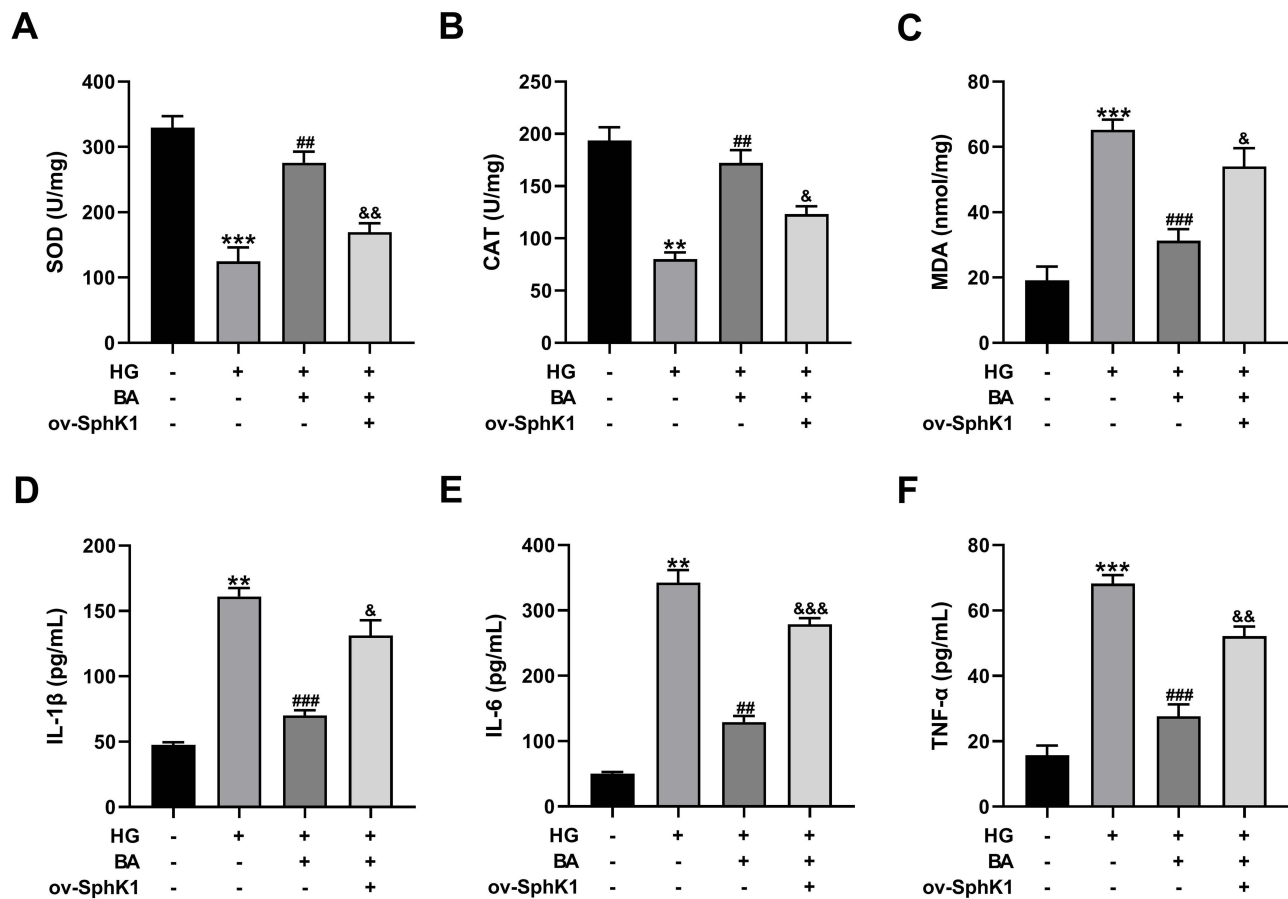 A
SOD (U/mg)
400
300
200
100
0
***
##
&&
HG - + + +
BA - - + +
ov-SphK1 - - - +
B
CAT (U/mg)
250
200
150
100
50
0
**
##
&
HG - + + +
BA - - + +
ov-SphK1 - - - +
C
MDA (nmol/mg)
80
60
40
20
0
***
###
&
HG - + + +
BA - - + +
ov-SphK1 - - - +
D
IL-1β (pg/mL)
200
150
100
50
0
**
###
&
HG - + + +
BA - - + +
ov-SphK1 - - - +
E
IL-6 (pg/mL)
400
300
200
100
0
**
##
&&&
HG - + + +
BA - - + +
ov-SphK1 - - - +
F
TNF-α (pg/mL)
80
60
40
20
0
***
###
&&
HG - + + +
BA - - + +
ov-SphK1 - - - +